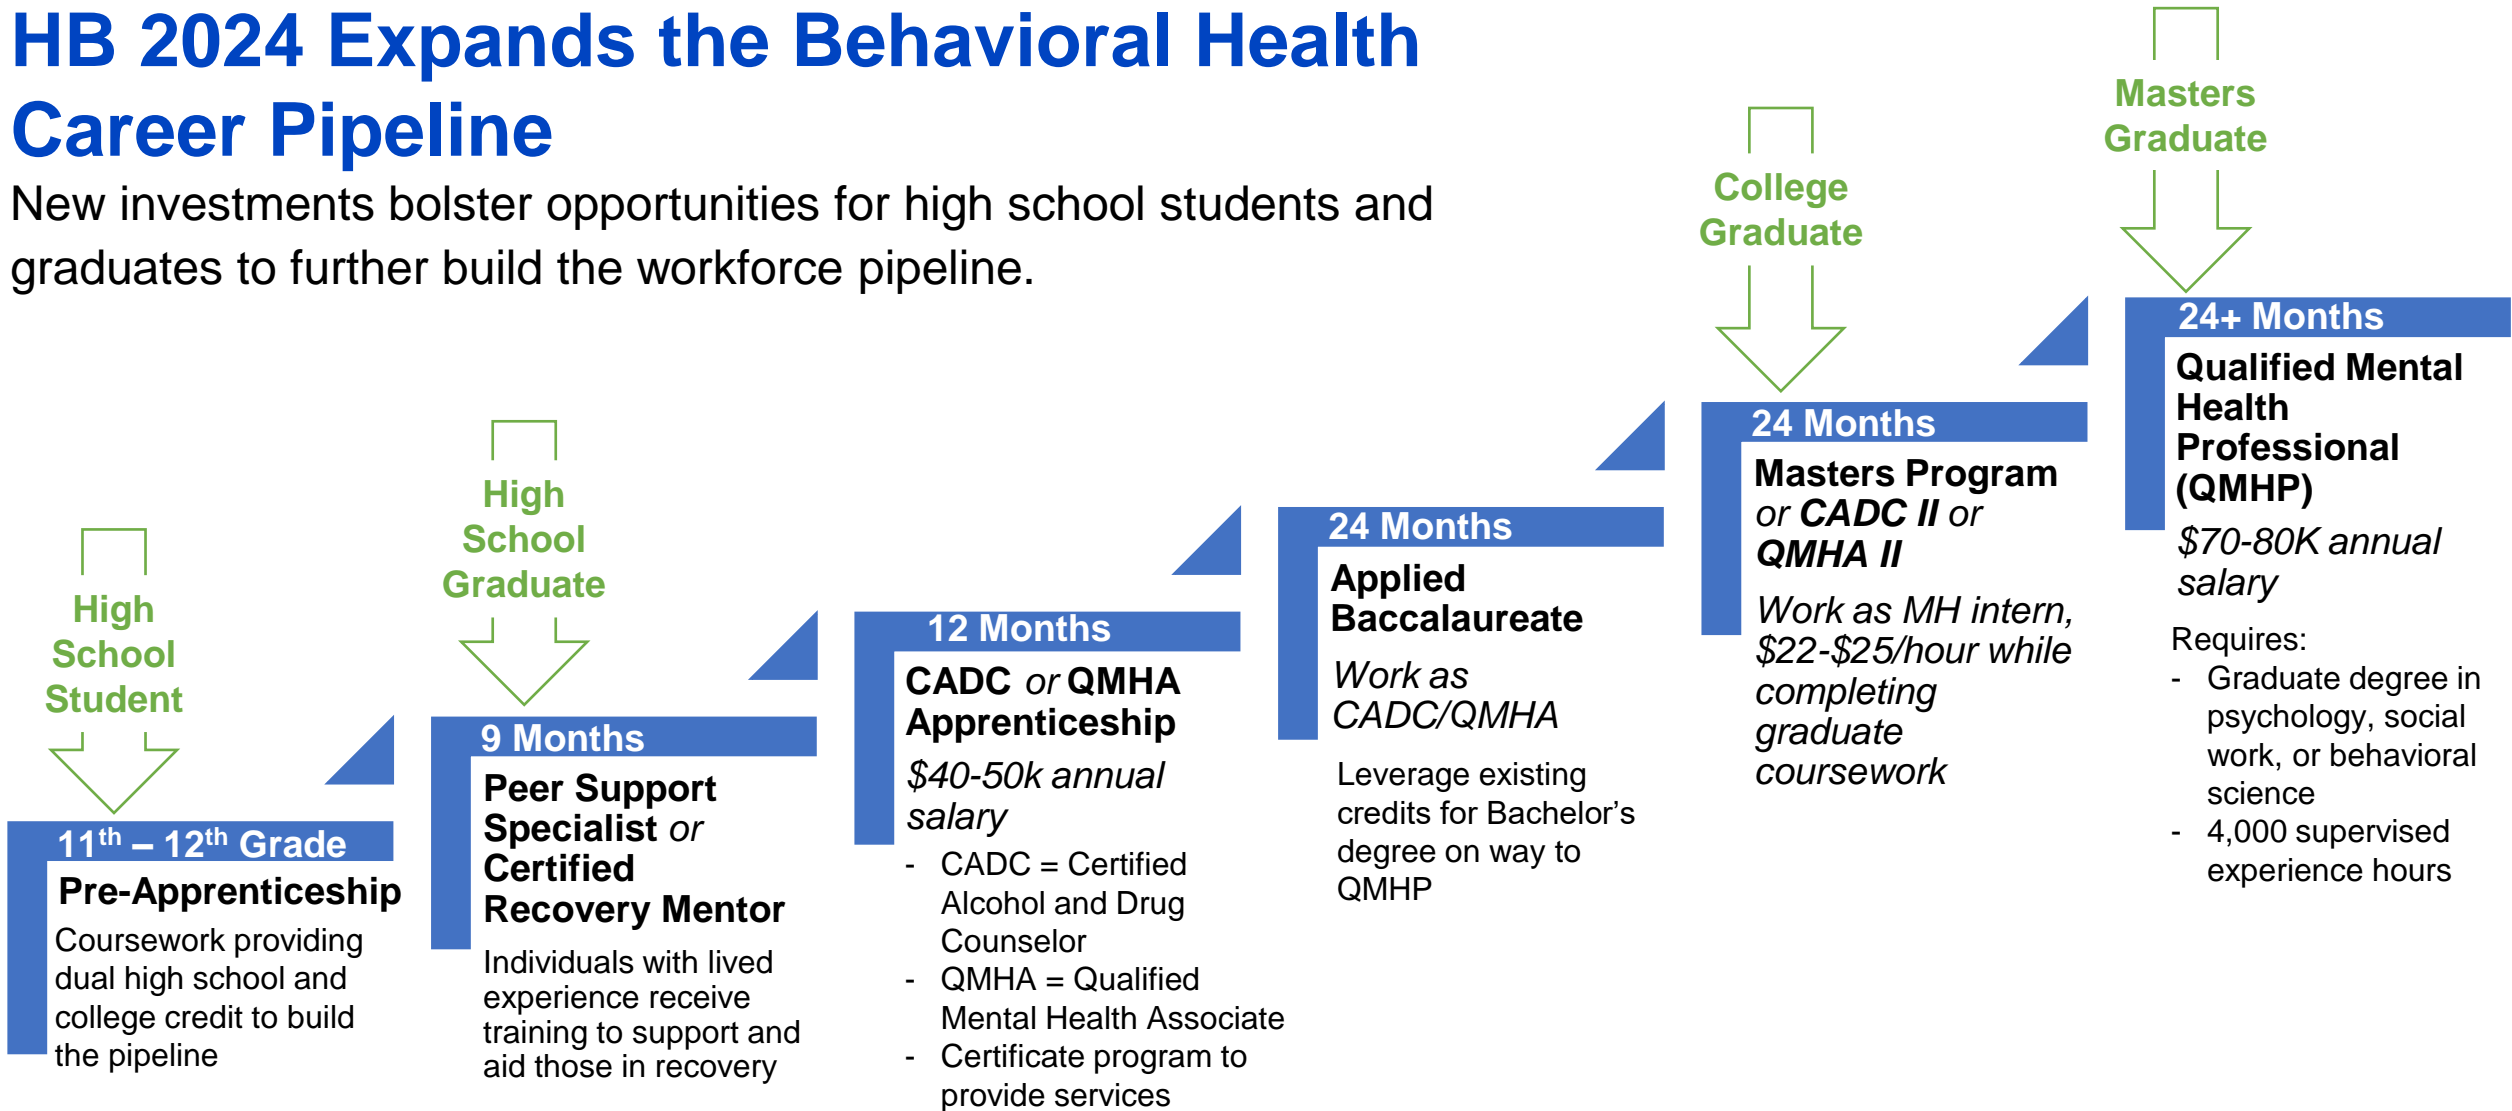 HB 2024 Expands the Behavioral Health
Career Pipeline
New investments bolster opportunities for high school students and
graduates to further build the workforce pipeline.
High
School
Student
11th – 12th Grade
Pre-Apprenticeship
Coursework providing
dual high school and
college credit to build
the pipeline
High
School
Graduate
9 Months
Peer Support
Specialist or
Certified
Recovery Mentor
Individuals with lived
experience receive
training to support and
aid those in recovery
12 Months
CADC or QMHA
Apprenticeship
$40-50k annual
salary
- CADC = Certified
Alcohol and Drug
Counselor
- QMHA = Qualified
Mental Health Associate
- Certificate program to
provide services
24 Months
Applied
Baccalaureate
Work as
CADC/QMHA
Leverage existing
credits for Bachelor’s
degree on way to
QMHP
College
Graduate
24 Months
Masters Program
or CADC II or
QMHA II
Work as MH intern,
$22-$25/hour while
completing
graduate
coursework
Masters
Graduate
24+ Months
Qualified Mental
Health
Professional
(QMHP)
$70-80K annual
salary
Requires:
- Graduate degree in
psychology, social
work, or behavioral
science
- 4,000 supervised
experience hours